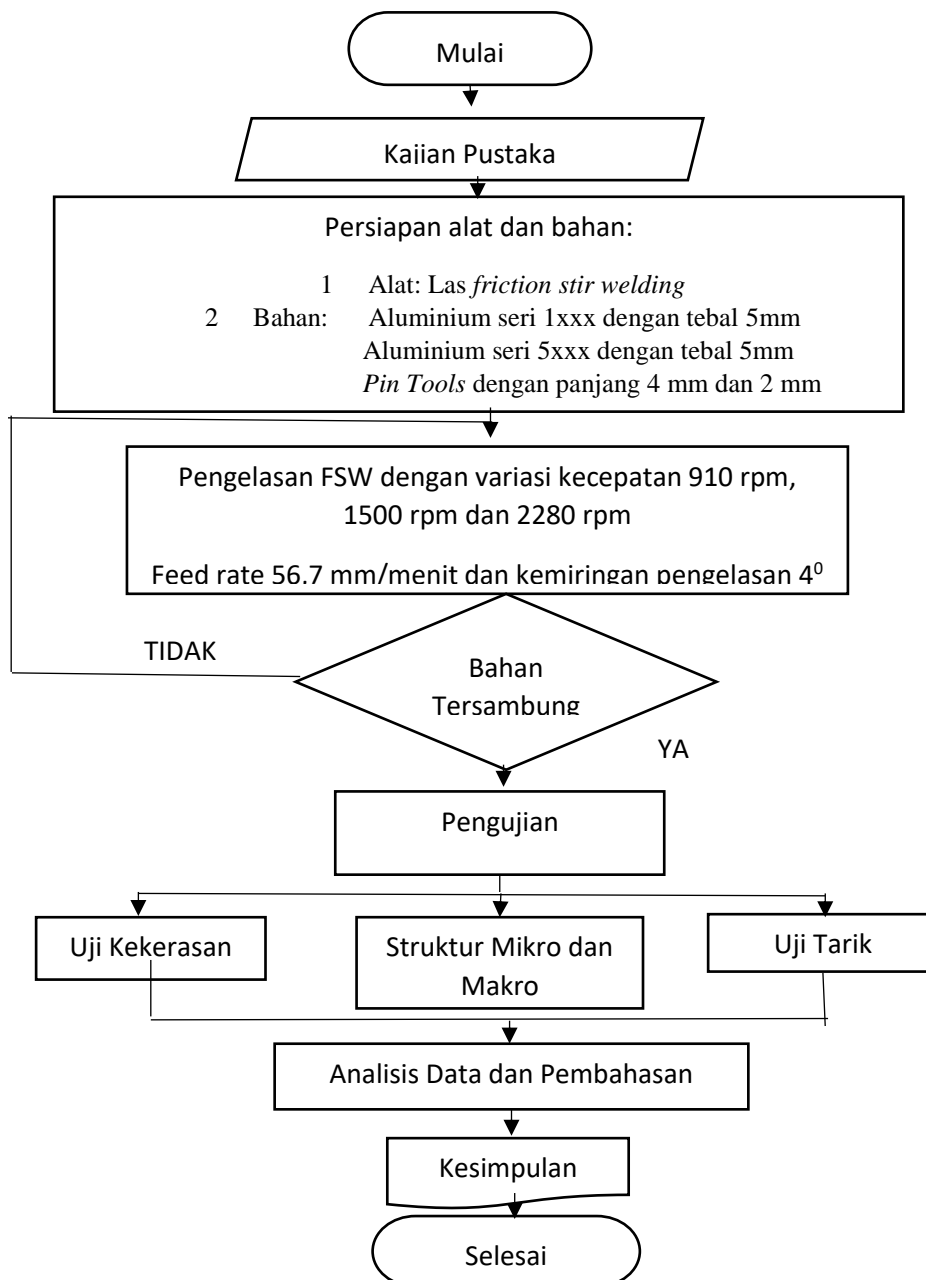 Mulai
Kajian Pustaka
Persiapan alat dan bahan:
1 Alat: Las friction stir welding
2 Bahan: Aluminium seri 1xxx dengan tebal 5mm
Aluminium seri 5xxx dengan tebal 5mm
Pin Tools dengan panjang 4 mm dan 2 mm
Pengelasan FSW dengan variasi kecepatan 910 rpm,
1500 rpm dan 2280 rpm
Feed rate 56.7 mm/menit dan kemiringan pengelasan 4⁰
TIDAK
Bahan
Tersambung
YA
Pengujian
Uji Kekerasan
Struktur Mikro dan
Makro
Uji Tarik
Analisis Data dan Pembahasan
Kesimpulan
Selesai